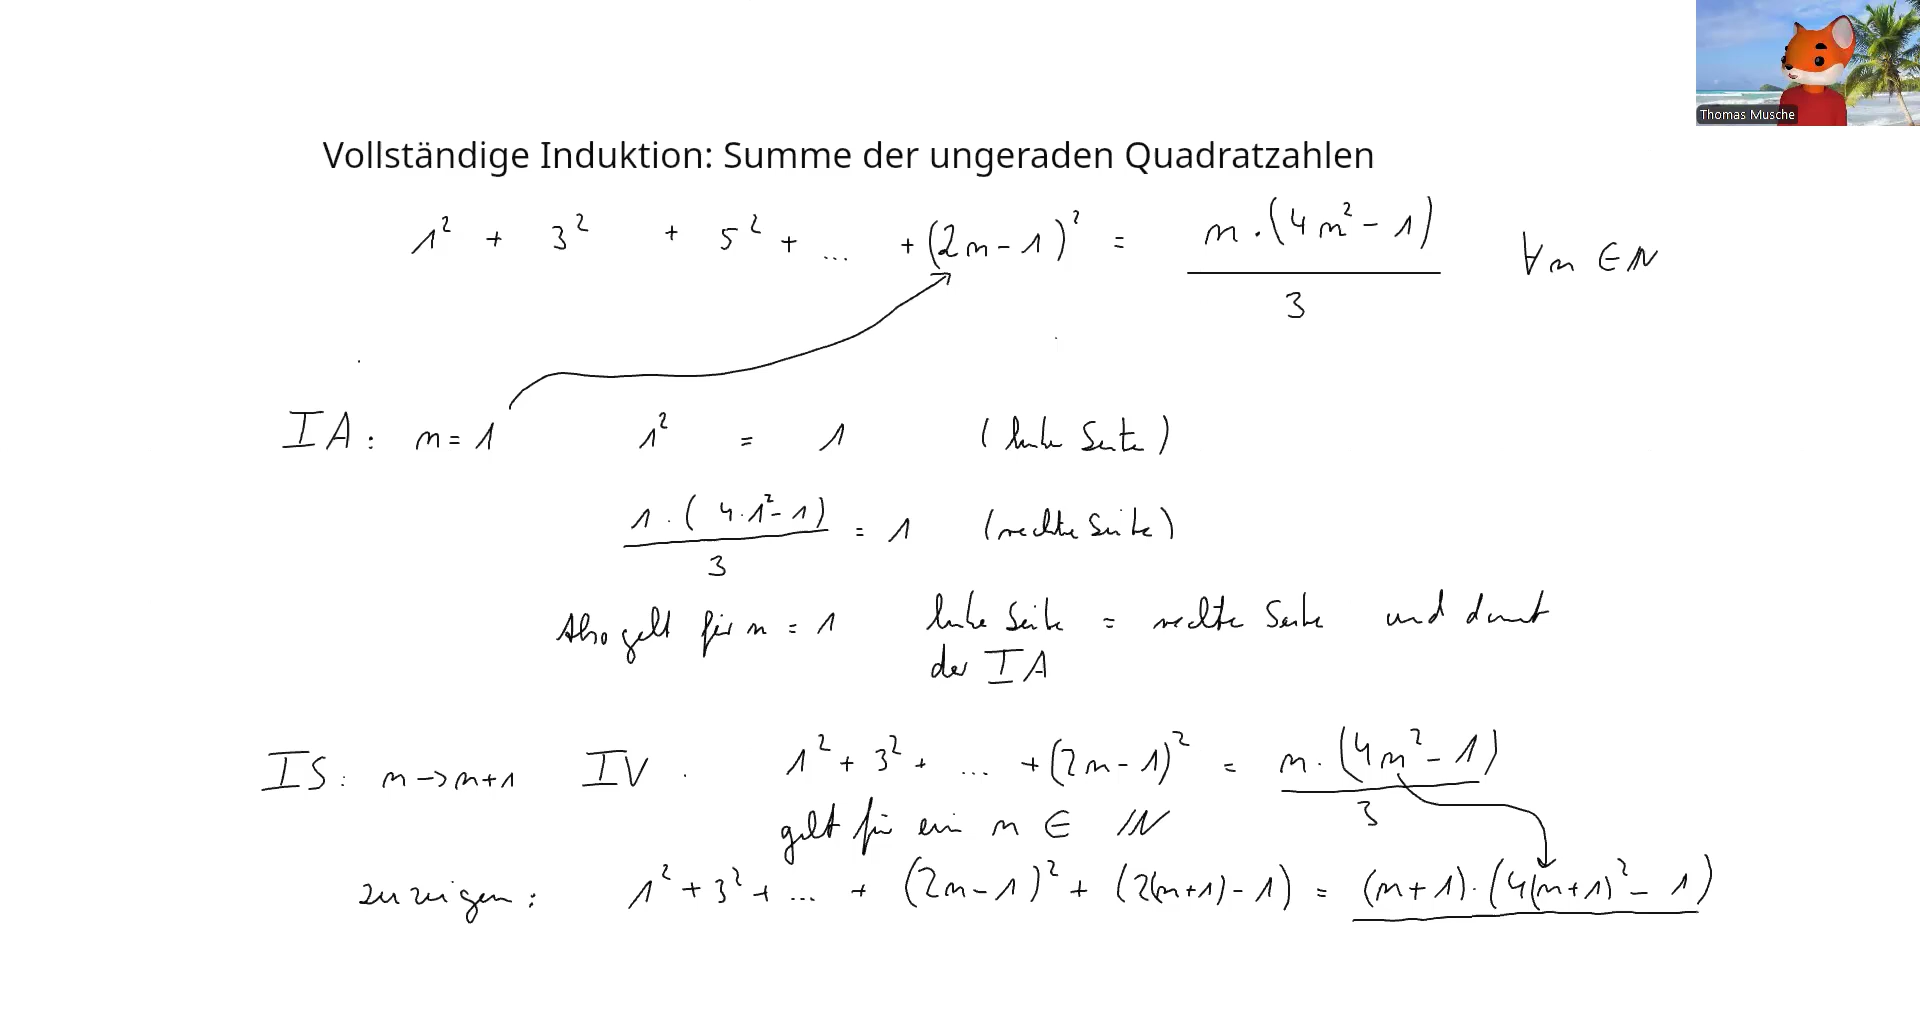 Thomas Musche
Vollständige Induktion: Summe der ungeraden Quadratzahlen
1² + 3² + 5² + ... + (2n-1)² = n·(4n²-1) / 3 ∀n ∈ ℕ
IA: n=1 1² = 1 (linke Seite)
1·(4·1²-1) / 3 = 1 (rechte Seite)
Also gilt für n = 1 linke Seite = rechte Seite und damit
der IA
IS: n→n+1 IV: 1² + 3² + ... + (2n-1)² = n·(4n²-1) / 3
gilt für ein n ∈ ℕ
zu zeigen: 1² + 3² + ... + (2n-1)² + (2(n+1)-1) = (n+1)·(4(n+1)²-1)